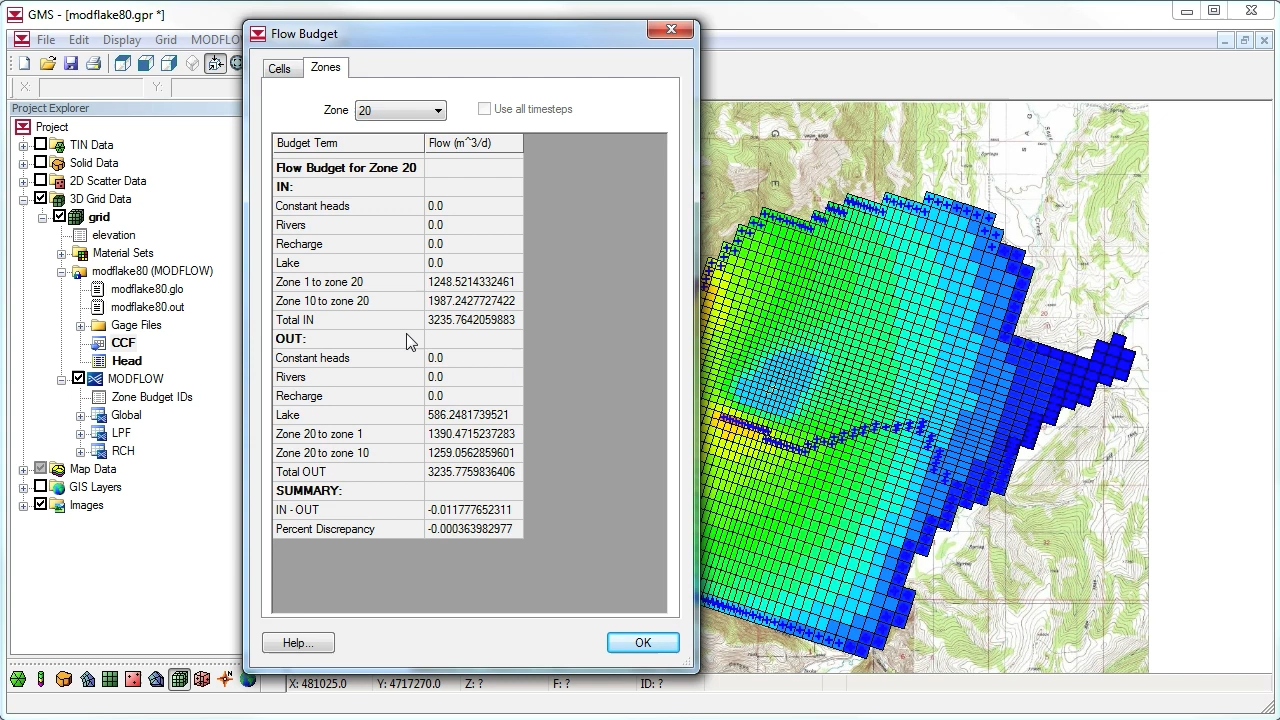 GMS - [modflake80.gpr *]
File Edit Display Grid MODFLO
X: Y:
Project Explorer
Project
TIN Data
Solid Data
2D Scatter Data
3D Grid Data
grid
elevation
Material Sets
modflake80 (MODFLOW)
modflake80.glo
modflake80.out
Gage Files
CCF
Head
MODFLOW
Zone Budget IDs
Global
LPF
RCH
Map Data
GIS Layers
Images
Flow Budget
Cells Zones
Zone 20 Use all timesteps
Budget Term Flow (m^3/d)
Flow Budget for Zone 20
IN:
Constant heads 0.0
Rivers 0.0
Recharge 0.0
Lake 0.0
Zone 1 to zone 20 1248.5214332461
Zone 10 to zone 20 1987.2427727422
Total IN 3235.7642059883
OUT:
Constant heads 0.0
Rivers 0.0
Recharge 0.0
Lake 586.2481739521
Zone 20 to zone 1 1390.4715237283
Zone 20 to zone 10 1259.0562859601
Total OUT 3235.7759836406
SUMMARY:
IN - OUT -0.011777652311
Percent Discrepancy -0.000363982977
Help... OK
X: 481025.0 Y: 4717270.0 Z: ? F: ? ID: ?